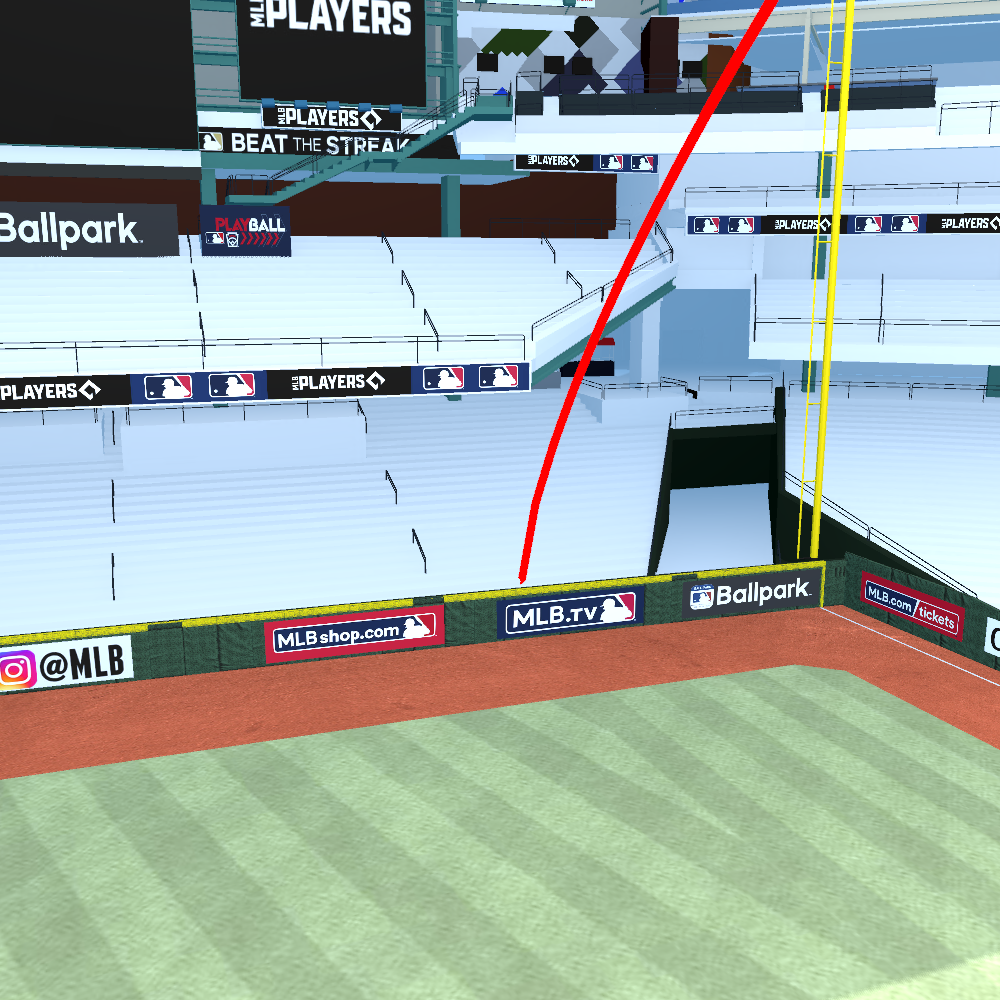 MLB PLAYERS
MLB PLAYERS
BEAT THE STREAK
MLB PLAYERS
Ballpark.
PLAY BALL
MLB PLAYERS
MLB PLAYERS
PLAYERS
MLB PLAYERS
MLB.TV
MLB Ballpark.
MLB.com/tickets
MLBshop.com
@MLB